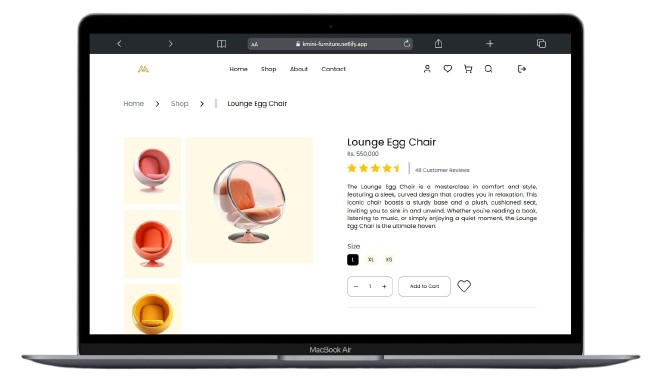 AA kmini-furniture.netlify.app
Home Shop About Contact
Home > Shop > | Lounge Egg Chair
Lounge Egg Chair
Rs. 550,000
48 Customer Reviews
The Lounge Egg Chair is a masterclass in comfort and style,
featuring a sleek, curved design that cradles you in relaxation. This
iconic chair boasts a sturdy base and a plush, cushioned seat,
inviting you to sink in and unwind. Whether you're reading a book,
listening to music, or simply enjoying a quiet moment, the Lounge
Egg Chair is the ultimate haven.
Size
L XL XS
− 1 + Add to Cart
MacBook Air